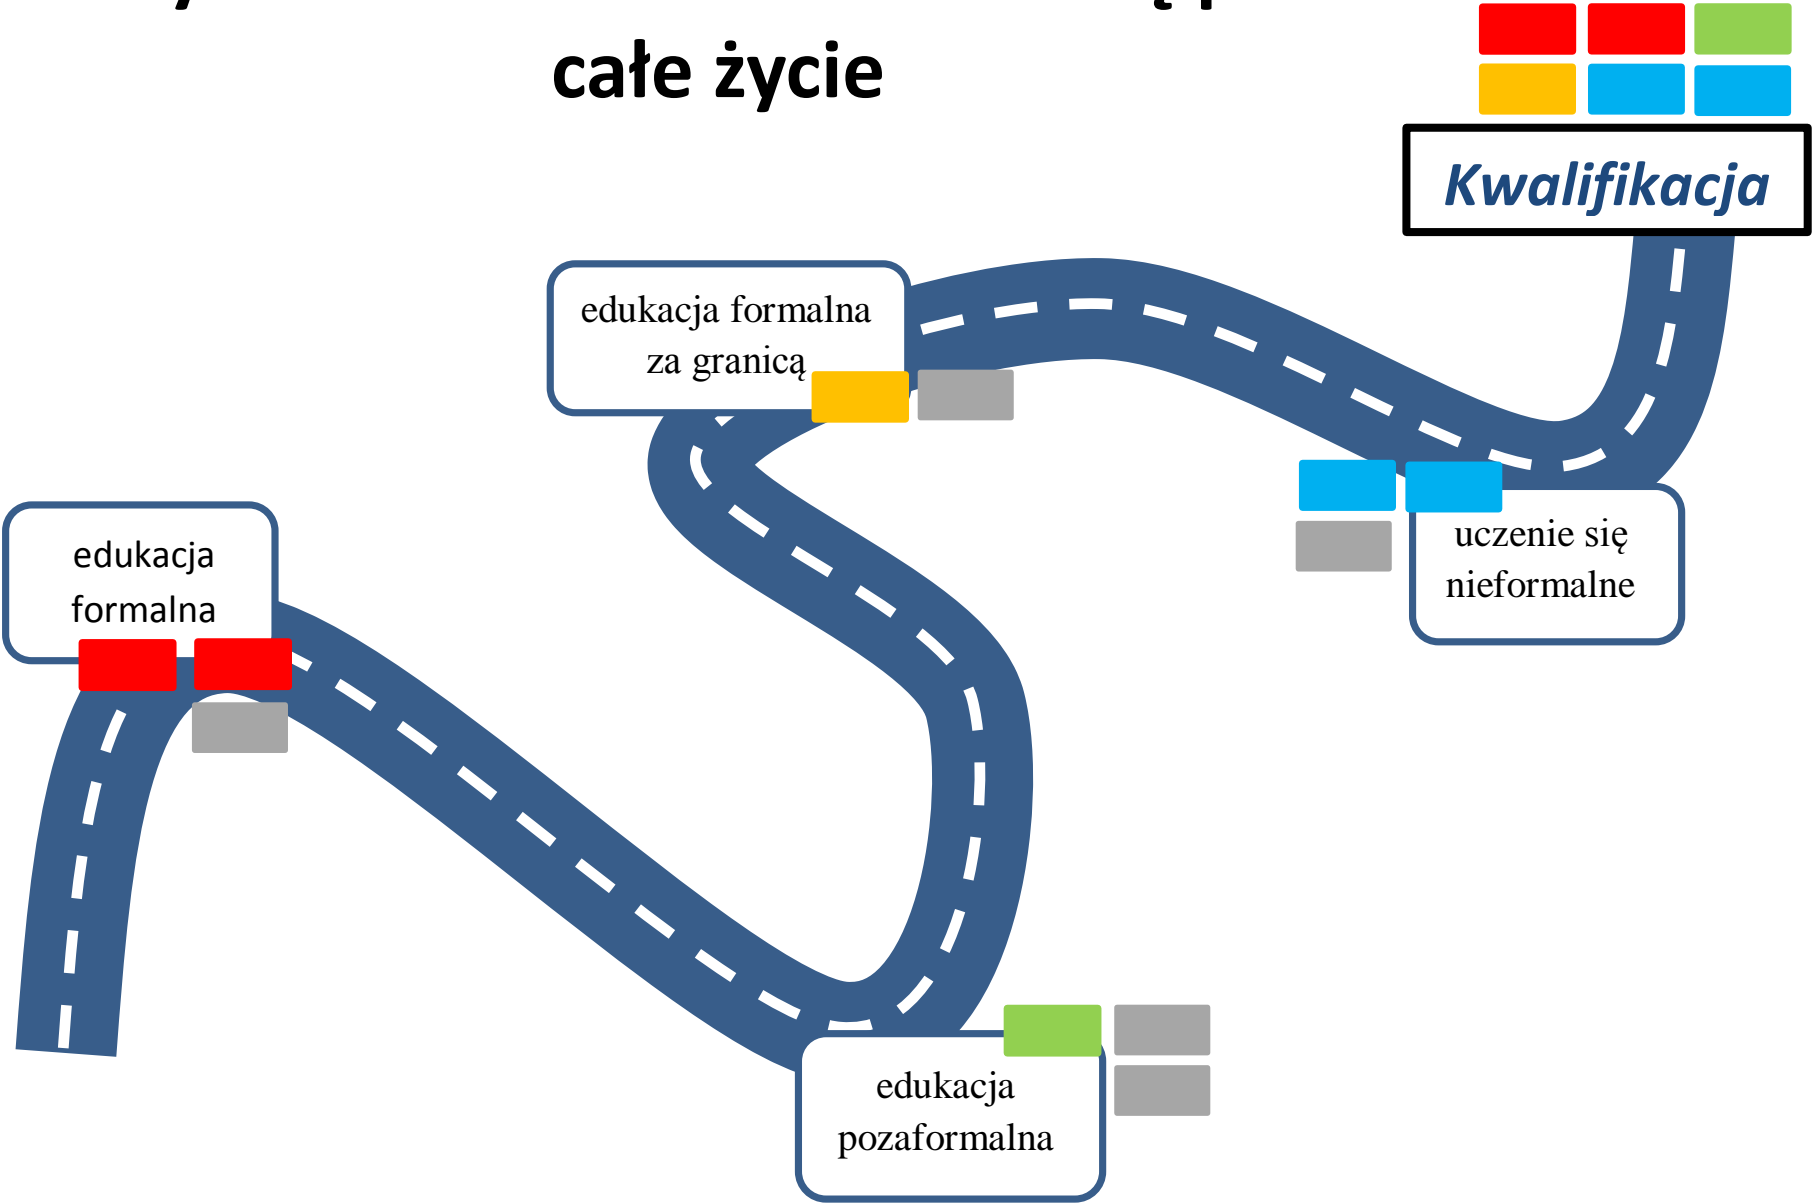 całe życie
Kwalifikacja
edukacja formalna
za granicą
edukacja
formalna
uczenie się
nieformalne
edukacja
pozaformalna